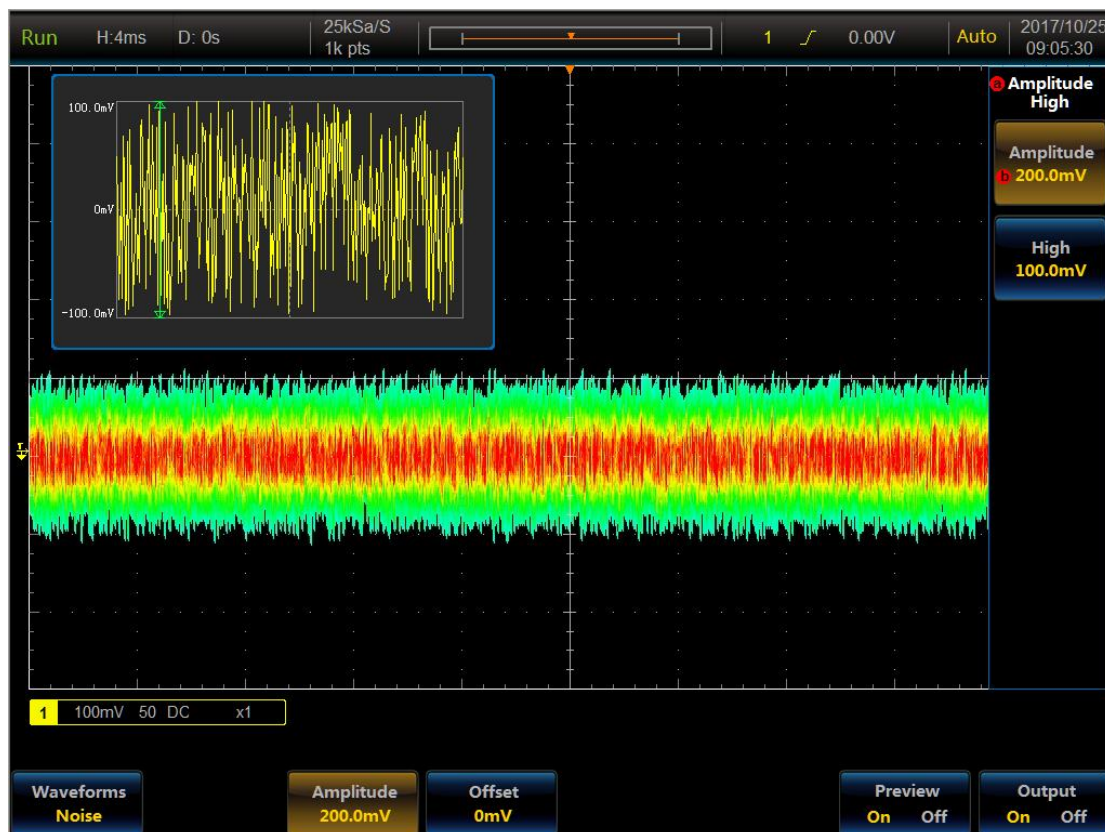 Run H:4ms D: 0s 25kSa/S 1 0.00V Auto 2017/10/25
1k pts 09:05:30
a Amplitude
High
100.0mV
Amplitude
b 200.0mV
0mV
High
100.0mV
-100.0mV
T
1 100mV 50 DC x1
Waveforms Amplitude Offset Preview Output
Noise 200.0mV 0mV On Off On Off